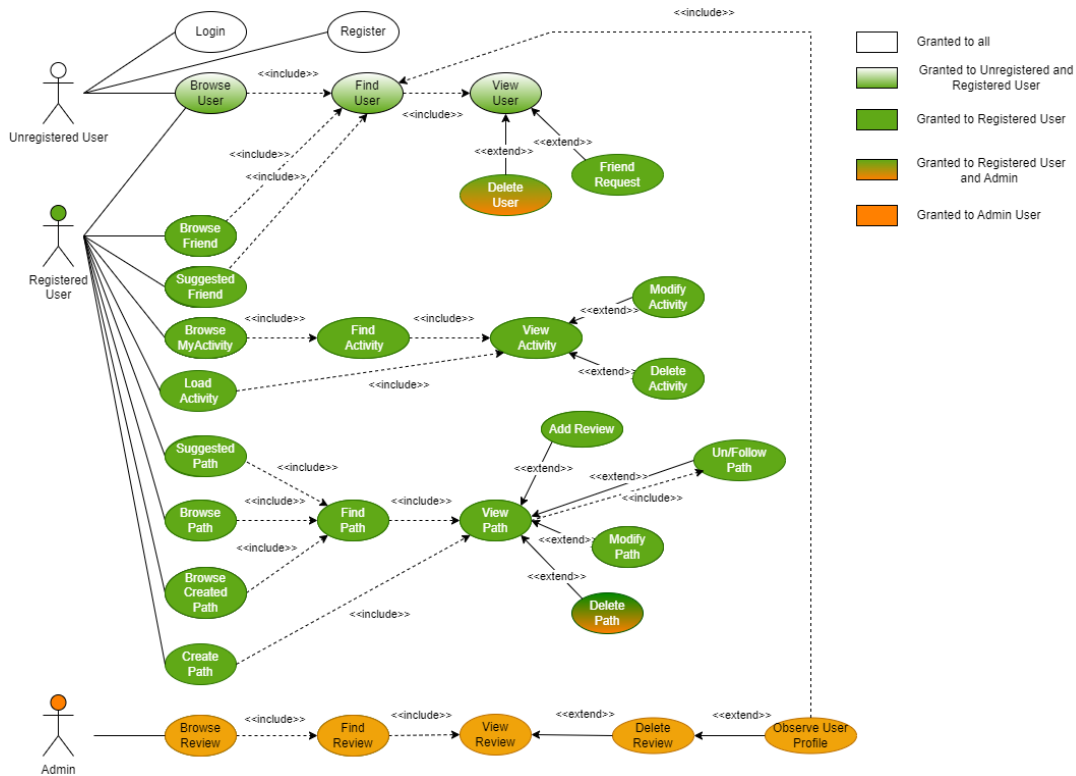 <<include>>
Login
Register
Granted to all
Granted to Unregistered and
Registered User
Browse
User
<<include>>
Find
User
<<include>>
View
User
Unregistered User
Granted to Registered User
<<extend>>
<<extend>>
<<include>>
<<include>>
Delete
User
Friend
Request
Granted to Registered User
and Admin
Granted to Admin User
Browse
Friend
Registered
User
Suggested
Friend
Modify
Activity
<<extend>>
Browse
MyActivity
<<include>>
Find
Activity
<<include>>
View
Activity
<<extend>>
Delete
Activity
Load
Activity
<<include>>
Add Review
Suggested
Path
<<include>>
<<extend>>
Un/Follow
Path
<<extend>>
<<include>>
Browse
Path
<<include>>
Find
Path
<<include>>
View
Path
<<extend>>
Modify
Path
<<include>>
<<extend>>
Browse
Created
Path
Delete
Path
<<include>>
Create
Path
Admin
Browse
Review
<<include>>
Find
Review
<<include>>
View
Review
<<extend>>
Delete
Review
<<extend>>
Observe User
Profile